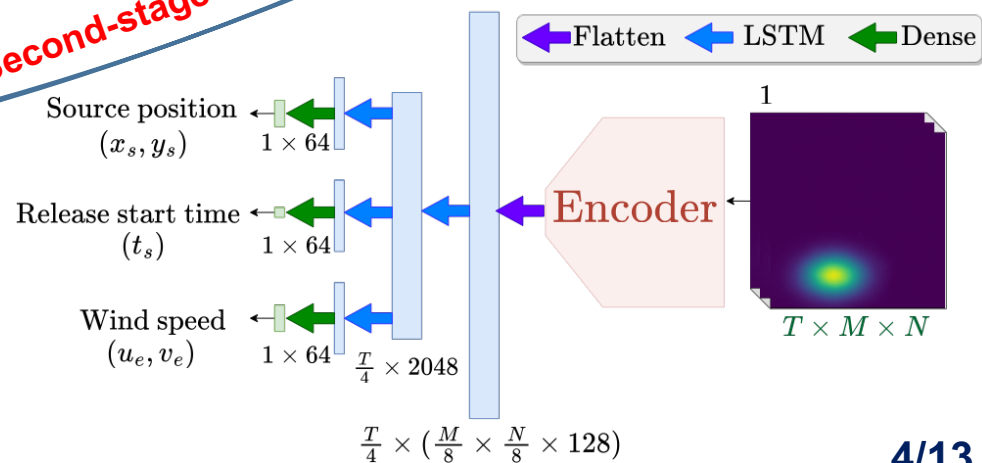 second-stage
Flatten LSTM Dense
Source position
(x_s, y_s)
1 × 64
1
Release start time
(t_s)
1 × 64
Encoder
Wind speed
(u_e, v_e)
1 × 64
T/4 × 2048
T × M × N
T/4 × (M/8 × N/8 × 128)
4/13